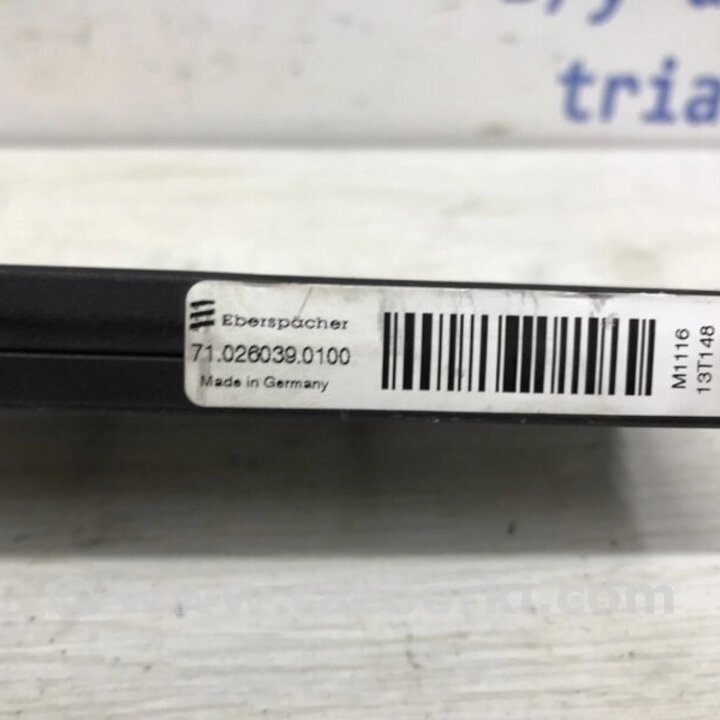 tria
Eberspächer
71.026039.0100
Made in Germany
M1116
13T148